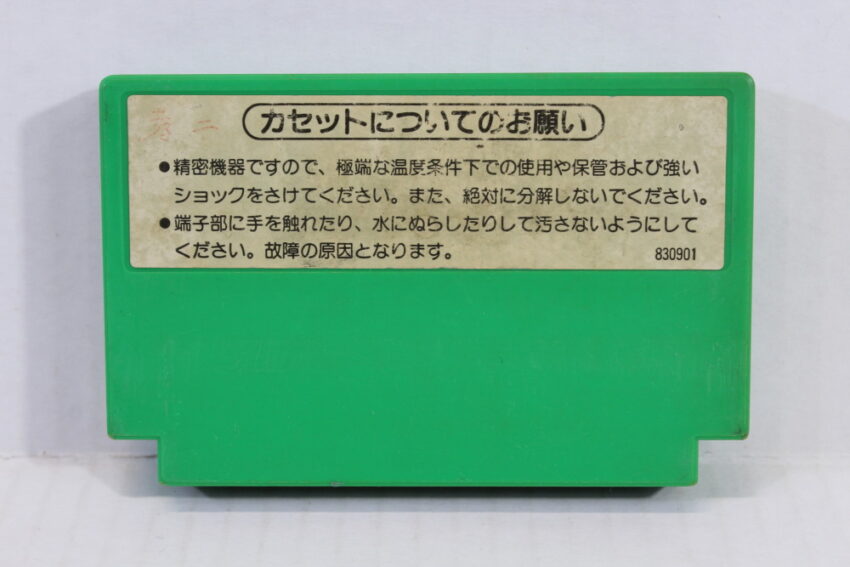 カセットについてのお願い
●精密機器ですので、極端な温度条件下での使用や保管および強い
ショックをさけてください。また、絶対に分解しないでください。
●端子部に手を触れたり、水にぬらしたりして汚さないようにして
ください。故障の原因となります。
830901